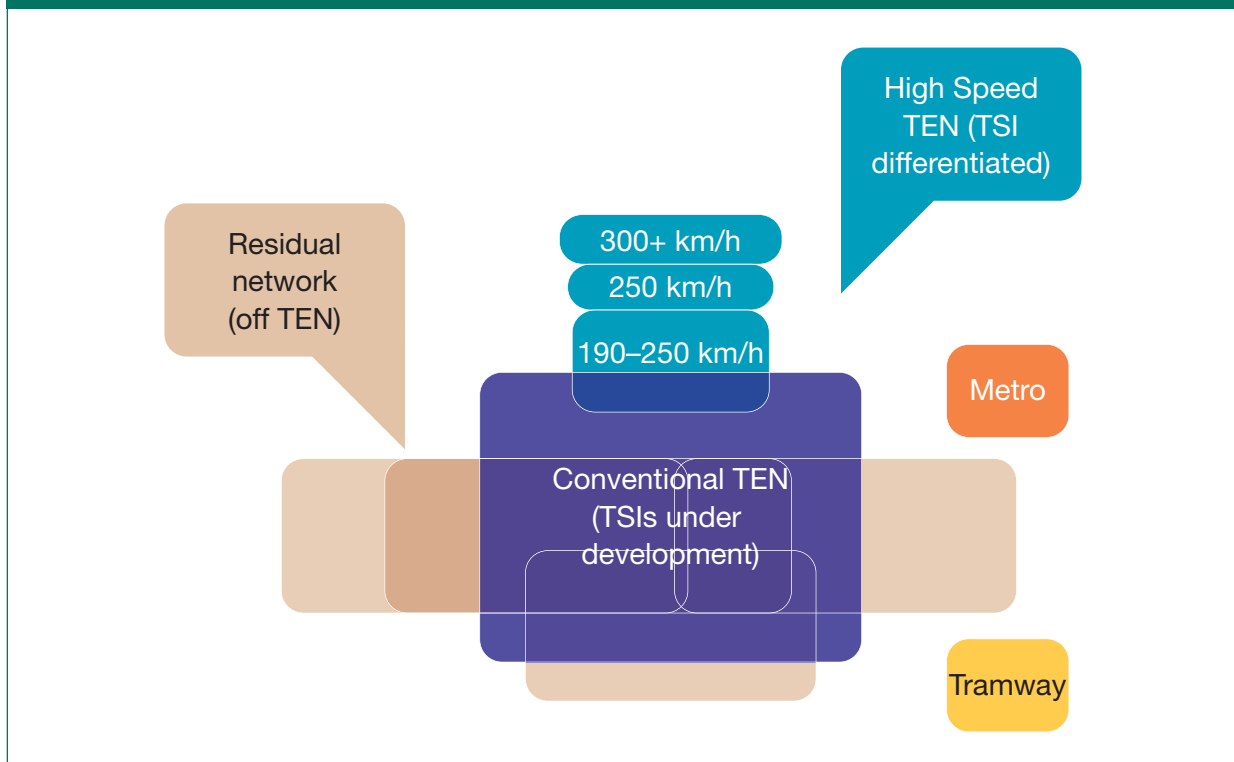 High Speed
TEN (TSI
differentiated)
Residual
network
(off TEN)
300+ km/h
250 km/h
190–250 km/h
Metro
Conventional TEN
(TSIs under
development)
Tramway